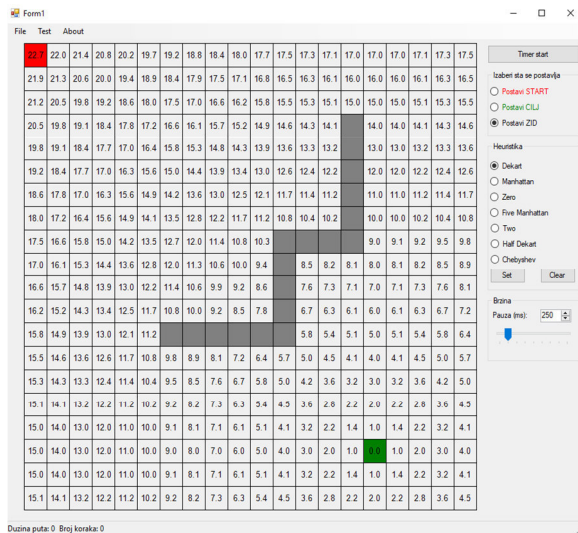 Form1
File Test About
22.7 22.0 21.4 20.8 20.2 19.7 19.2 18.8 18.4 18.0 17.7 17.5 17.3 17.1 17.0 17.0 17.0 17.1 17.3 17.5
21.9 21.3 20.6 20.0 19.4 18.9 18.4 17.9 17.5 17.1 16.8 16.5 16.3 16.1 16.0 16.0 16.0 16.1 16.3 16.5
21.2 20.5 19.8 19.2 18.6 18.0 17.5 17.0 16.6 16.2 15.8 15.5 15.3 15.1 15.0 15.0 15.0 15.1 15.3 15.5
20.5 19.8 19.1 18.4 17.8 17.2 16.6 16.1 15.7 15.2 14.9 14.6 14.3 14.1 14.0 14.0 14.1 14.3 14.6
19.8 19.1 18.4 17.7 17.0 16.4 15.8 15.3 14.8 14.3 13.9 13.6 13.3 13.2 13.0 13.0 13.2 13.3 13.6
19.2 18.4 17.7 17.0 16.3 15.6 15.0 14.4 13.9 13.4 13.0 12.6 12.4 12.2 12.0 12.0 12.2 12.4 12.6
18.6 17.8 17.0 16.3 15.6 14.9 14.2 13.6 13.0 12.5 12.1 11.7 11.4 11.2 11.0 11.0 11.2 11.4 11.7
18.0 17.2 16.4 15.6 14.9 14.1 13.5 12.8 12.2 11.7 11.2 10.8 10.4 10.2 10.0 10.0 10.2 10.4 10.8
17.5 16.6 15.8 15.0 14.2 13.5 12.7 12.0 11.4 10.8 10.3 9.0 9.1 9.2 9.5 9.8
17.0 16.1 15.3 14.4 13.6 12.8 12.0 11.3 10.6 10.0 9.4 8.5 8.2 8.1 8.0 8.1 8.2 8.5 8.9
16.6 15.7 14.8 13.9 13.0 12.2 11.4 10.6 9.9 9.2 8.6 7.6 7.3 7.1 7.0 7.1 7.3 7.6 8.1
16.2 15.2 14.3 13.4 12.5 11.7 10.8 10.0 9.2 8.5 7.8 6.7 6.3 6.1 6.0 6.1 6.3 6.7 7.2
15.8 14.9 13.9 13.0 12.1 11.2 5.8 5.4 5.1 5.0 5.1 5.4 5.8 6.4
15.5 14.6 13.6 12.6 11.7 10.8 9.8 8.9 8.1 7.2 6.4 5.7 5.0 4.5 4.1 4.0 4.1 4.5 5.0 5.7
15.3 14.3 13.3 12.4 11.4 10.4 9.5 8.5 7.6 6.7 5.8 5.0 4.2 3.6 3.2 3.0 3.2 3.6 4.2 5.0
15.1 14.1 13.2 12.2 11.2 10.2 9.2 8.2 7.3 6.3 5.4 4.5 3.6 2.8 2.2 2.0 2.2 2.8 3.6 4.5
15.0 14.0 13.0 12.0 11.0 10.0 9.1 8.1 7.1 6.1 5.1 4.1 3.2 2.2 1.4 1.0 1.4 2.2 3.2 4.1
15.0 14.0 13.0 12.0 11.0 10.0 9.0 8.0 7.0 6.0 5.0 4.0 3.0 2.0 1.0 0.0 1.0 2.0 3.0 4.0
15.0 14.0 13.0 12.0 11.0 10.0 9.1 8.1 7.1 6.1 5.1 4.1 3.2 2.2 1.4 1.0 1.4 2.2 3.2 4.1
15.1 14.1 13.2 12.2 11.2 10.2 9.2 8.2 7.3 6.3 5.4 4.5 3.6 2.8 2.2 2.0 2.2 2.8 3.6 4.5
Timer start
Izaberi sta se postavlja
Postavi START
Postavi CILJ
Postavi ZID
Heuristika
Dekart
Manhattan
Zero
Five Manhattan
Two
Half Dekart
Chebyshev
Set Clear
Brzina
Pauza (ms): 250
Duzina puta: 0 Broj koraka: 0